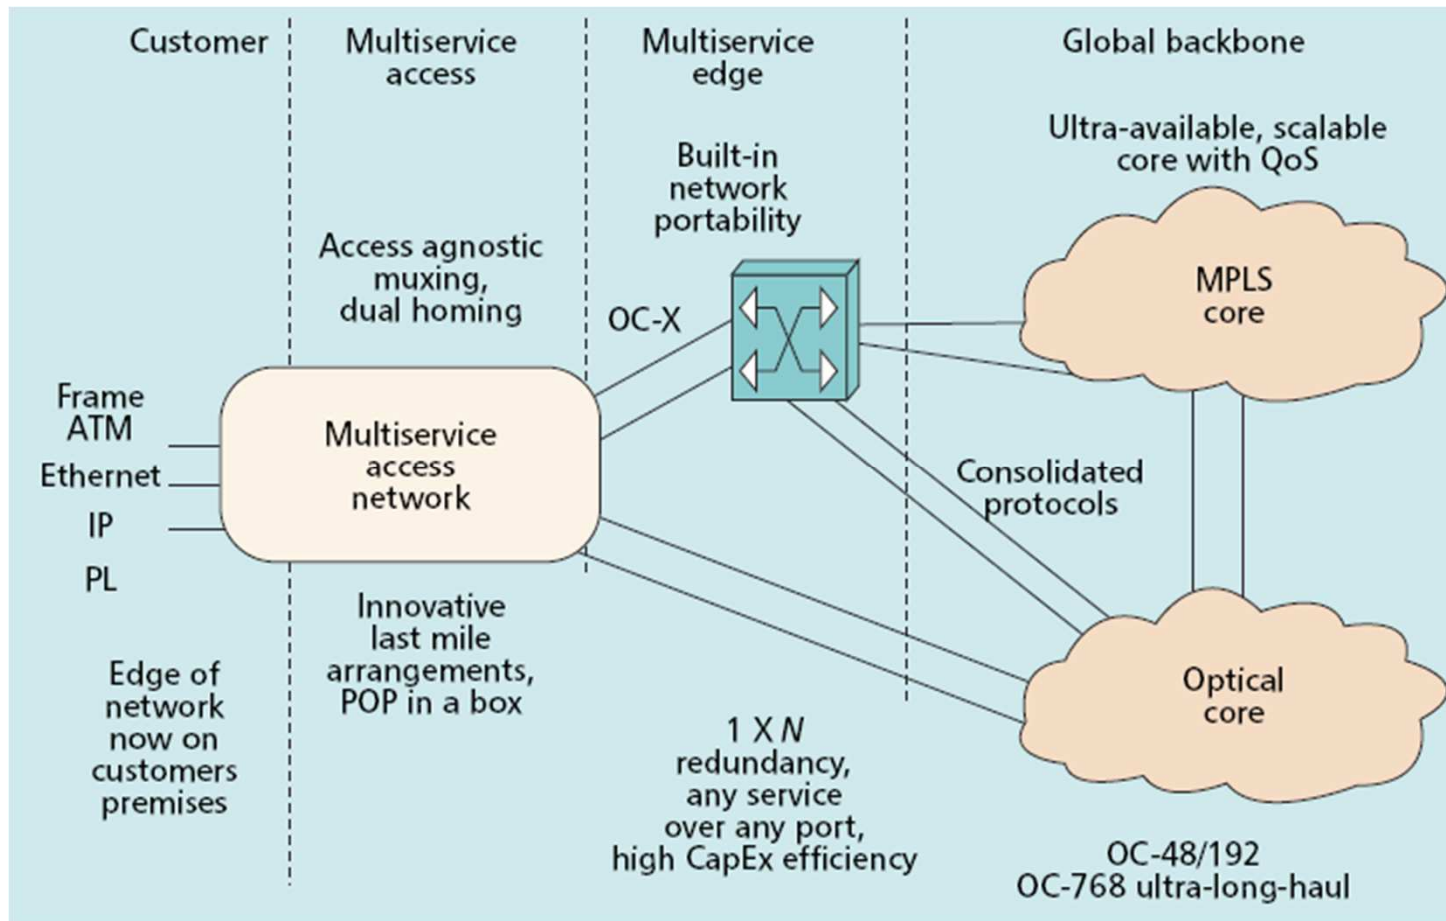 Customer
Multiservice
access
Multiservice
edge
Global backbone
Ultra-available, scalable
core with QoS
Built-in
network
portability
Access agnostic
muxing,
dual homing
OC-X
MPLS
core
Frame
ATM
Ethernet
IP
PL
Multiservice
access
network
Consolidated
protocols
Innovative
last mile
arrangements,
POP in a box
Edge of
network
now on
customers
premises
Optical
core
1 X N
redundancy,
any service
over any port,
high CapEx efficiency
OC-48/192
OC-768 ultra-long-haul